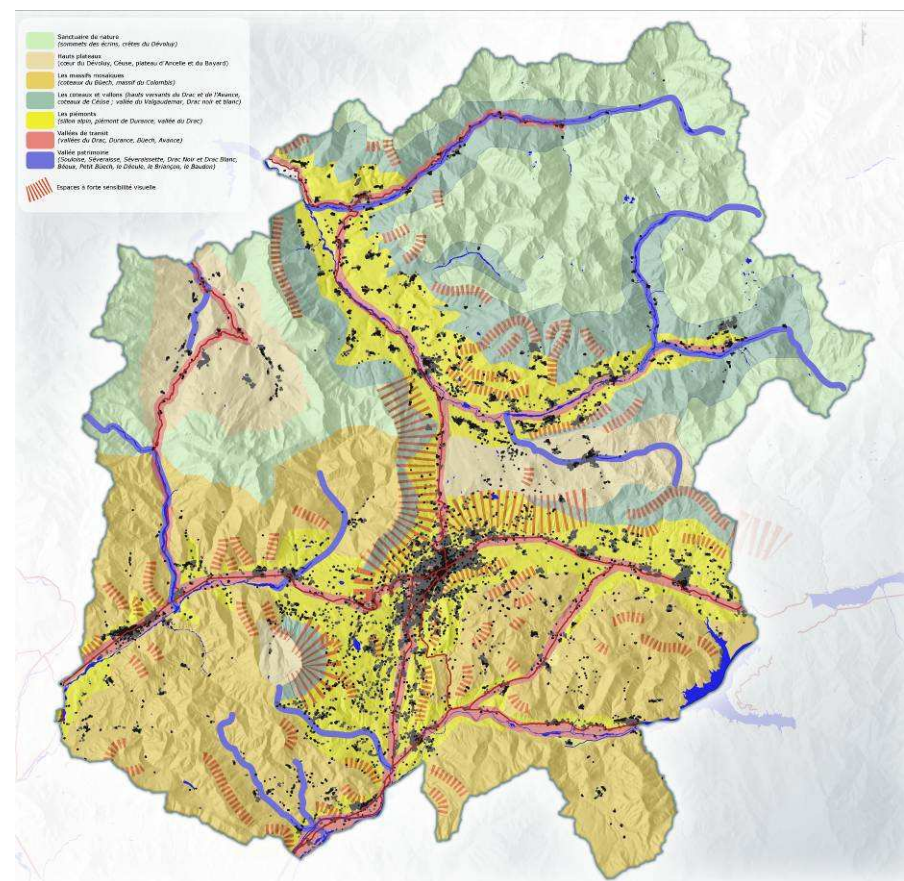 Sanctuaire de nature
(sommets des écrins, crêtes du Dévoluy)
Hauts plateaux
(cœur du Dévoluy, Céüse, plateau d'Ancelle et du Bayard)
Les massifs mosaïques
(coteaux du Büech, massif du Colombis)
Les coteaux et vallons (hauts versants du Drac et de l'Avance,
coteaux de Céüse ; vallée du Valgaudemar, Drac noir et blanc)
Les piémonts
(sillon alpin, piémont de Durance, vallée du Drac)
Vallées de transit
(vallées du Drac, Durance, Büech, Avance)
Vallée patrimoine
(Souloise, Séveraisse, Séveraissette, Drac Noir et Drac Blanc,
Béoux, Petit Büech, le Déoule, le Briançon, le Baudon)
Espaces à forte sensibilité visuelle